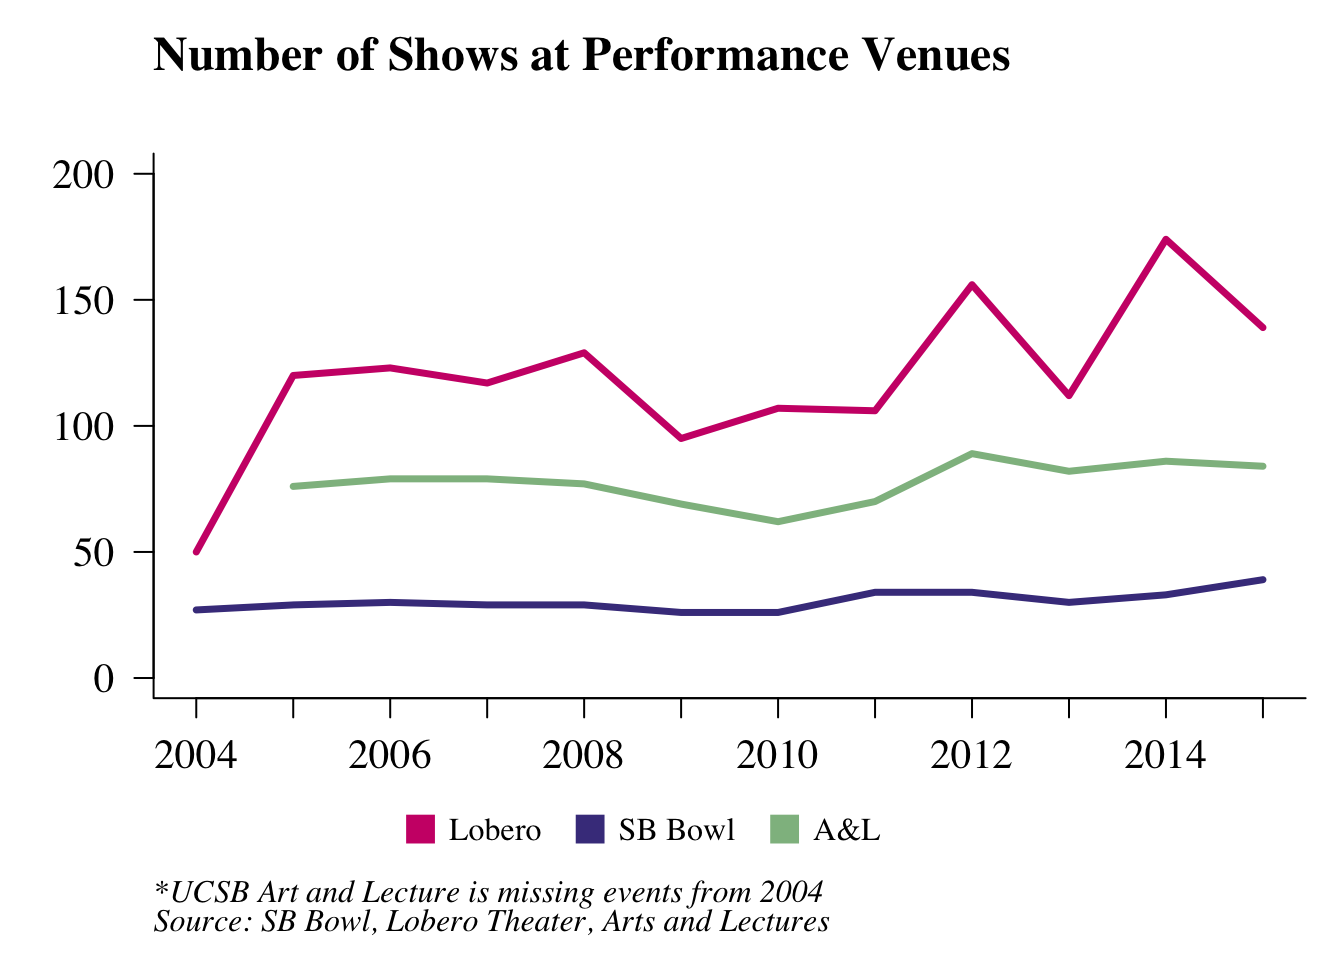 Number of Shows at Performance Venues
200
150
100
50
0
2004 2006 2008 2010 2012 2014
Lobero SB Bowl A&L
*UCSB Art and Lecture is missing events from 2004
Source: SB Bowl, Lobero Theater, Arts and Lectures